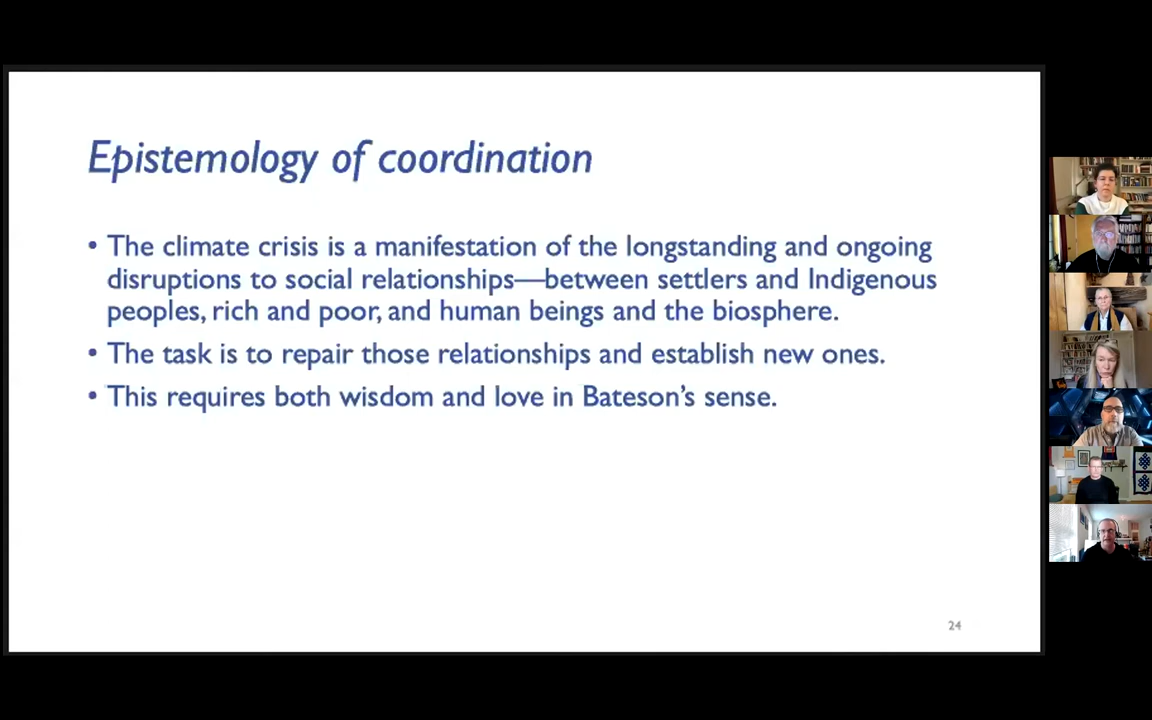 Epistemology of coordination
• The climate crisis is a manifestation of the longstanding and ongoing
disruptions to social relationships—between settlers and Indigenous
peoples, rich and poor, and human beings and the biosphere.
• The task is to repair those relationships and establish new ones.
• This requires both wisdom and love in Bateson’s sense.
24